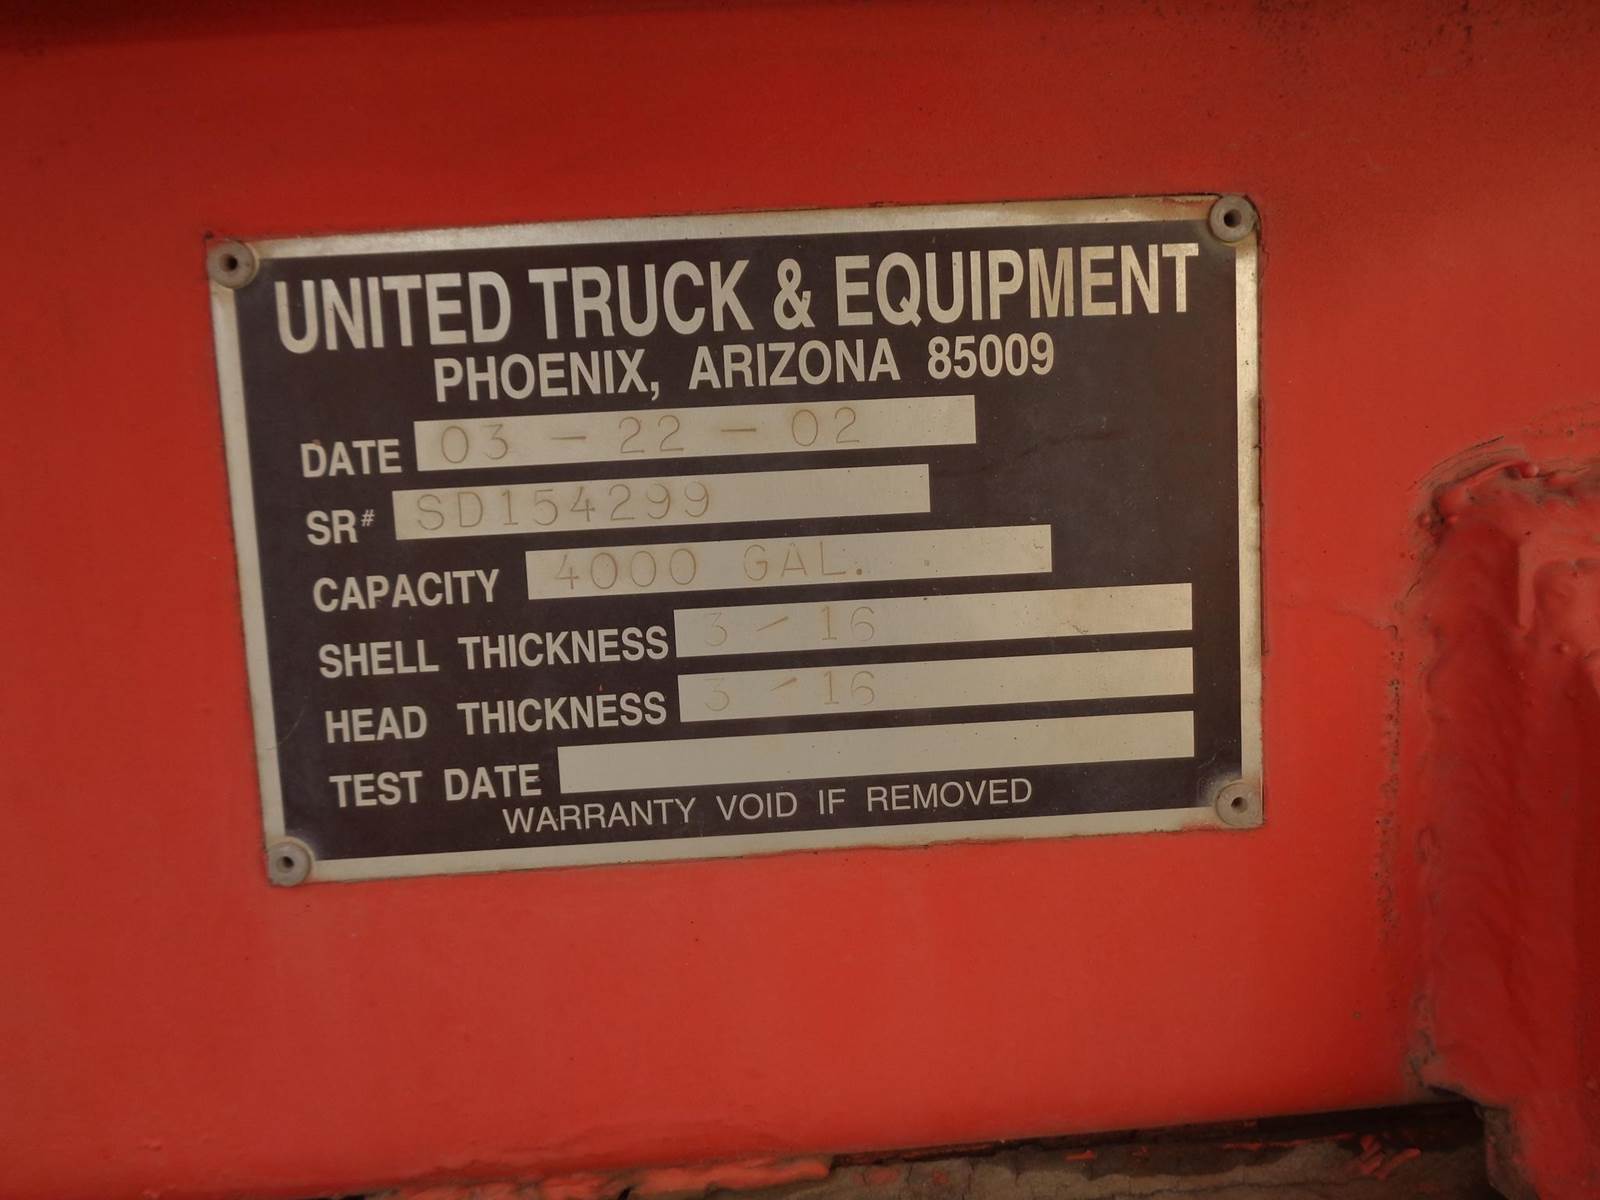 UNITED TRUCK & EQUIPMENT
PHOENIX, ARIZONA 85009
DATE 03-22-02
SR# SD154299
CAPACITY 4000 GAL.
SHELL THICKNESS 3/16
HEAD THICKNESS 3/16
TEST DATE
WARRANTY VOID IF REMOVED